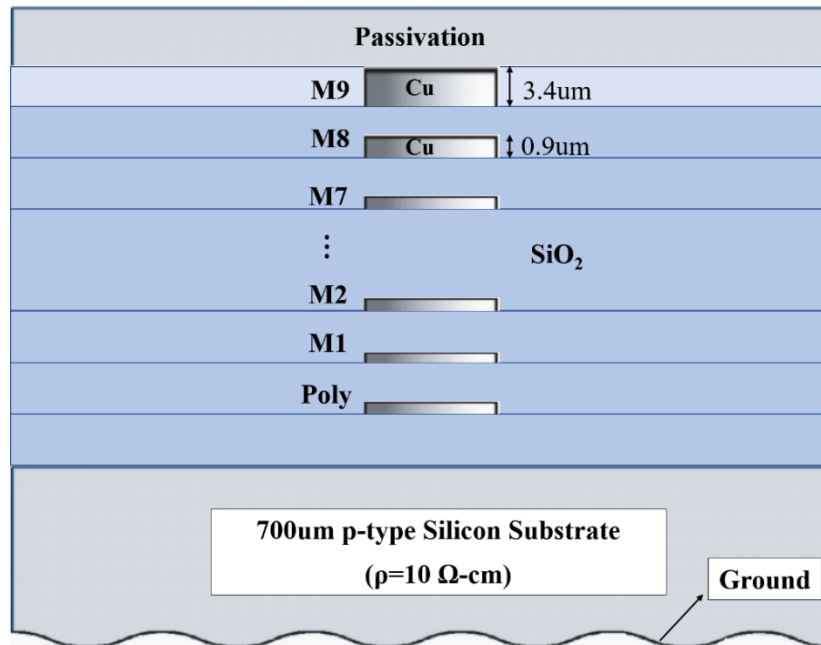 Passivation
M9
Cu
3.4um
M8
Cu
0.9um
M7
⋮
SiO₂
M2
M1
Poly
700um p-type Silicon Substrate
(ρ=10 Ω-cm)
Ground